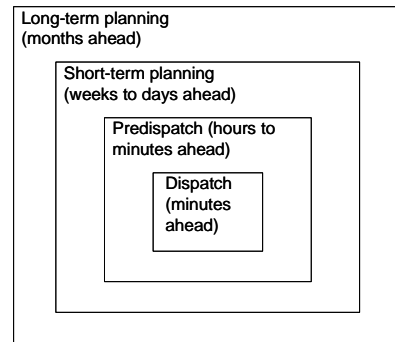 Long-term planning
(months ahead)
Short-term planning
(weeks to days ahead)
Predispatch (hours to
minutes ahead)
Dispatch
(minutes
ahead)